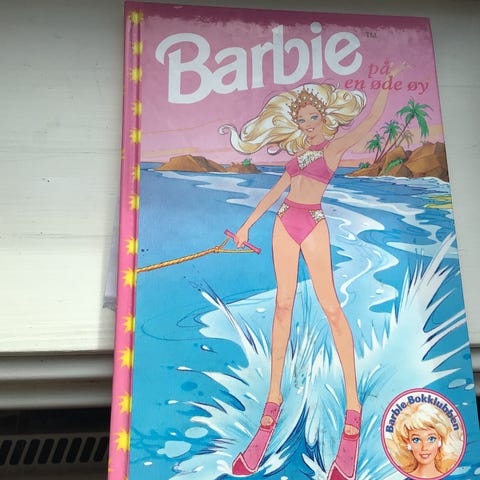 Barbie™
på
en øde øy
Barbie Bokklubben